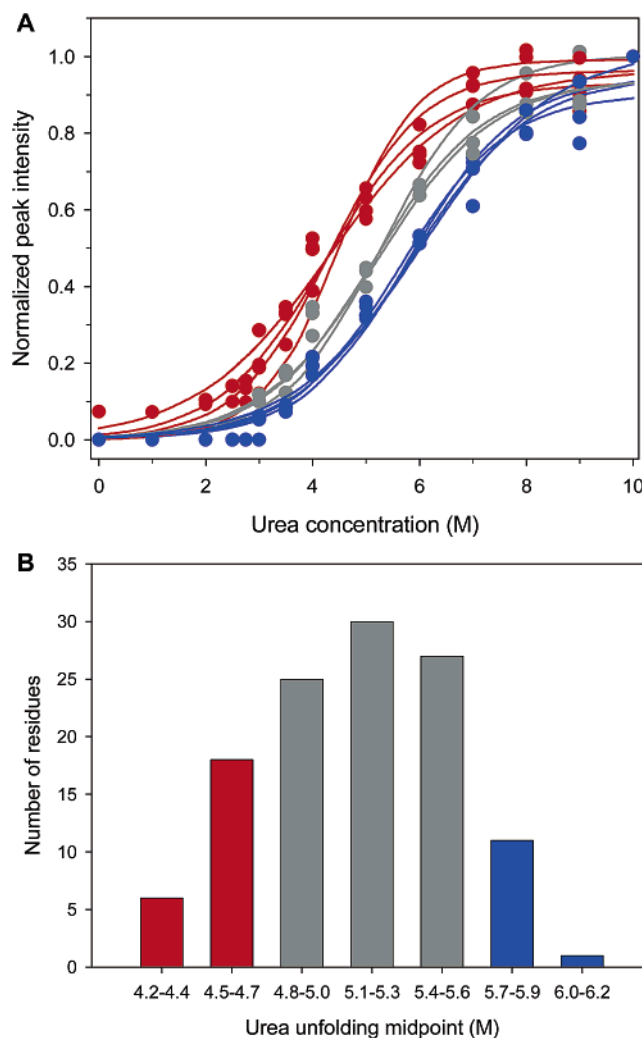 A
1.0
0.8
0.6
0.4
0.2
0.0
Normalized peak intensity
0 2 4 6 8 10
Urea concentration (M)
B
35
30
25
20
15
10
5
0
Number of residues
4.2-4.4 4.5-4.7 4.8-5.0 5.1-5.3 5.4-5.6 5.7-5.9 6.0-6.2
Urea unfolding midpoint (M)